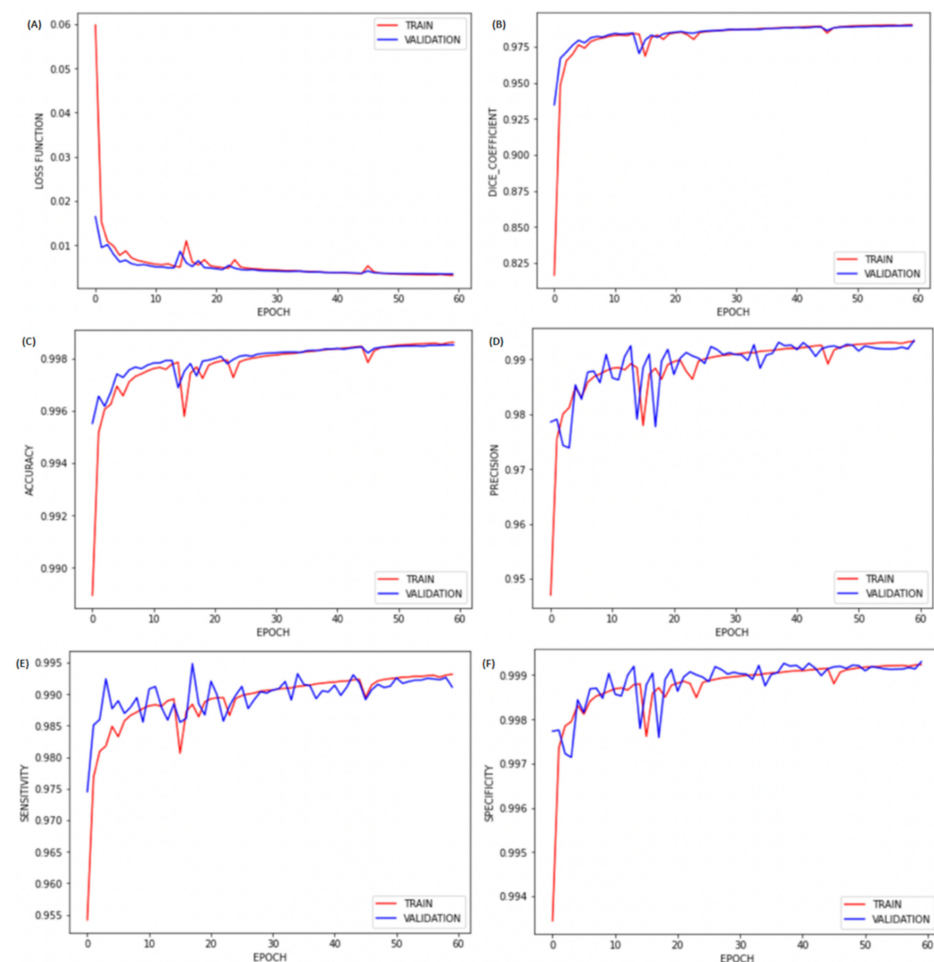 (A)
LOSS FUNCTION
0.06
0.05
0.04
0.03
0.02
0.01
0 10 20 30 40 50 60
EPOCH
TRAIN
VALIDATION
(B)
DICE_COEFFICIENT
0.975
0.950
0.925
0.900
0.875
0.850
0.825
0 10 20 30 40 50 60
EPOCH
TRAIN
VALIDATION
(C)
ACCURACY
0.998
0.996
0.994
0.992
0.990
0 10 20 30 40 50 60
EPOCH
TRAIN
VALIDATION
(D)
PRECISION
0.99
0.98
0.97
0.96
0.95
0 10 20 30 40 50 60
EPOCH
TRAIN
VALIDATION
(E)
SENSITIVITY
0.995
0.990
0.985
0.980
0.975
0.970
0.965
0.960
0.955
0 10 20 30 40 50 60
EPOCH
TRAIN
VALIDATION
(F)
SPECIFICITY
0.999
0.998
0.997
0.996
0.995
0.994
0 10 20 30 40 50 60
EPOCH
TRAIN
VALIDATION